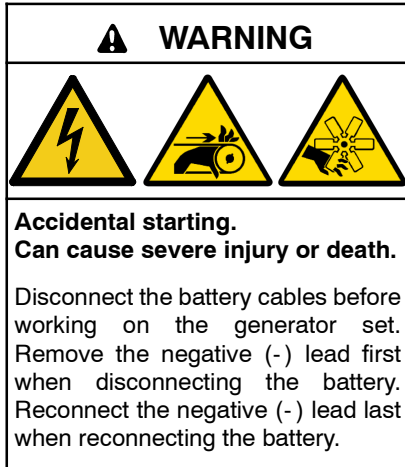 WARNING
Accidental starting.
Can cause severe injury or death.
Disconnect the battery cables before
working on the generator set.
Remove the negative (-) lead first
when disconnecting the battery.
Reconnect the negative (-) lead last
when reconnecting the battery.